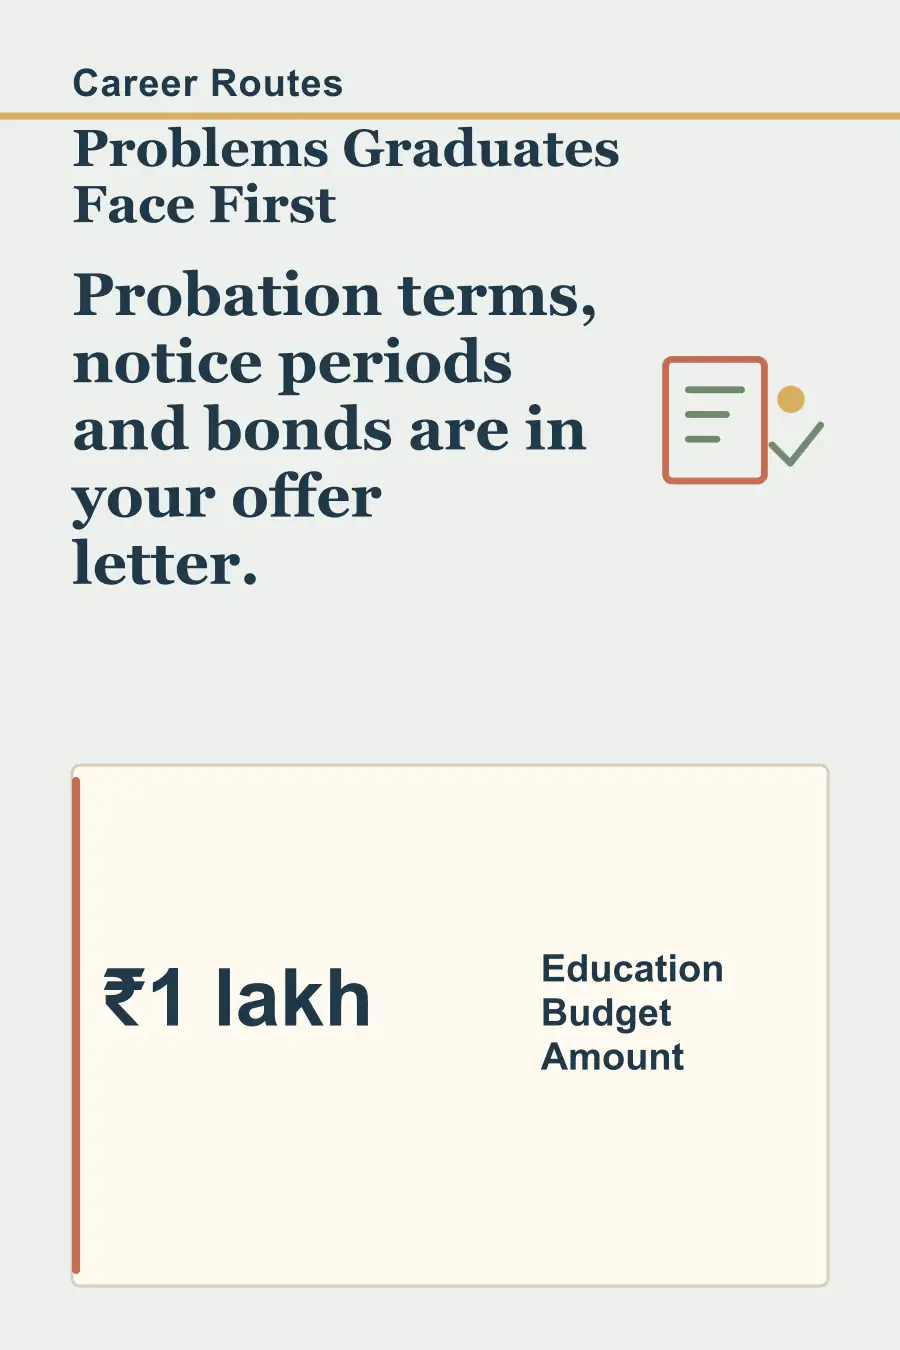 Career Routes
Problems Graduates
Face First
Probation terms,
notice periods
and bonds are in
your offer
letter.
₹1 lakh
Education
Budget
Amount